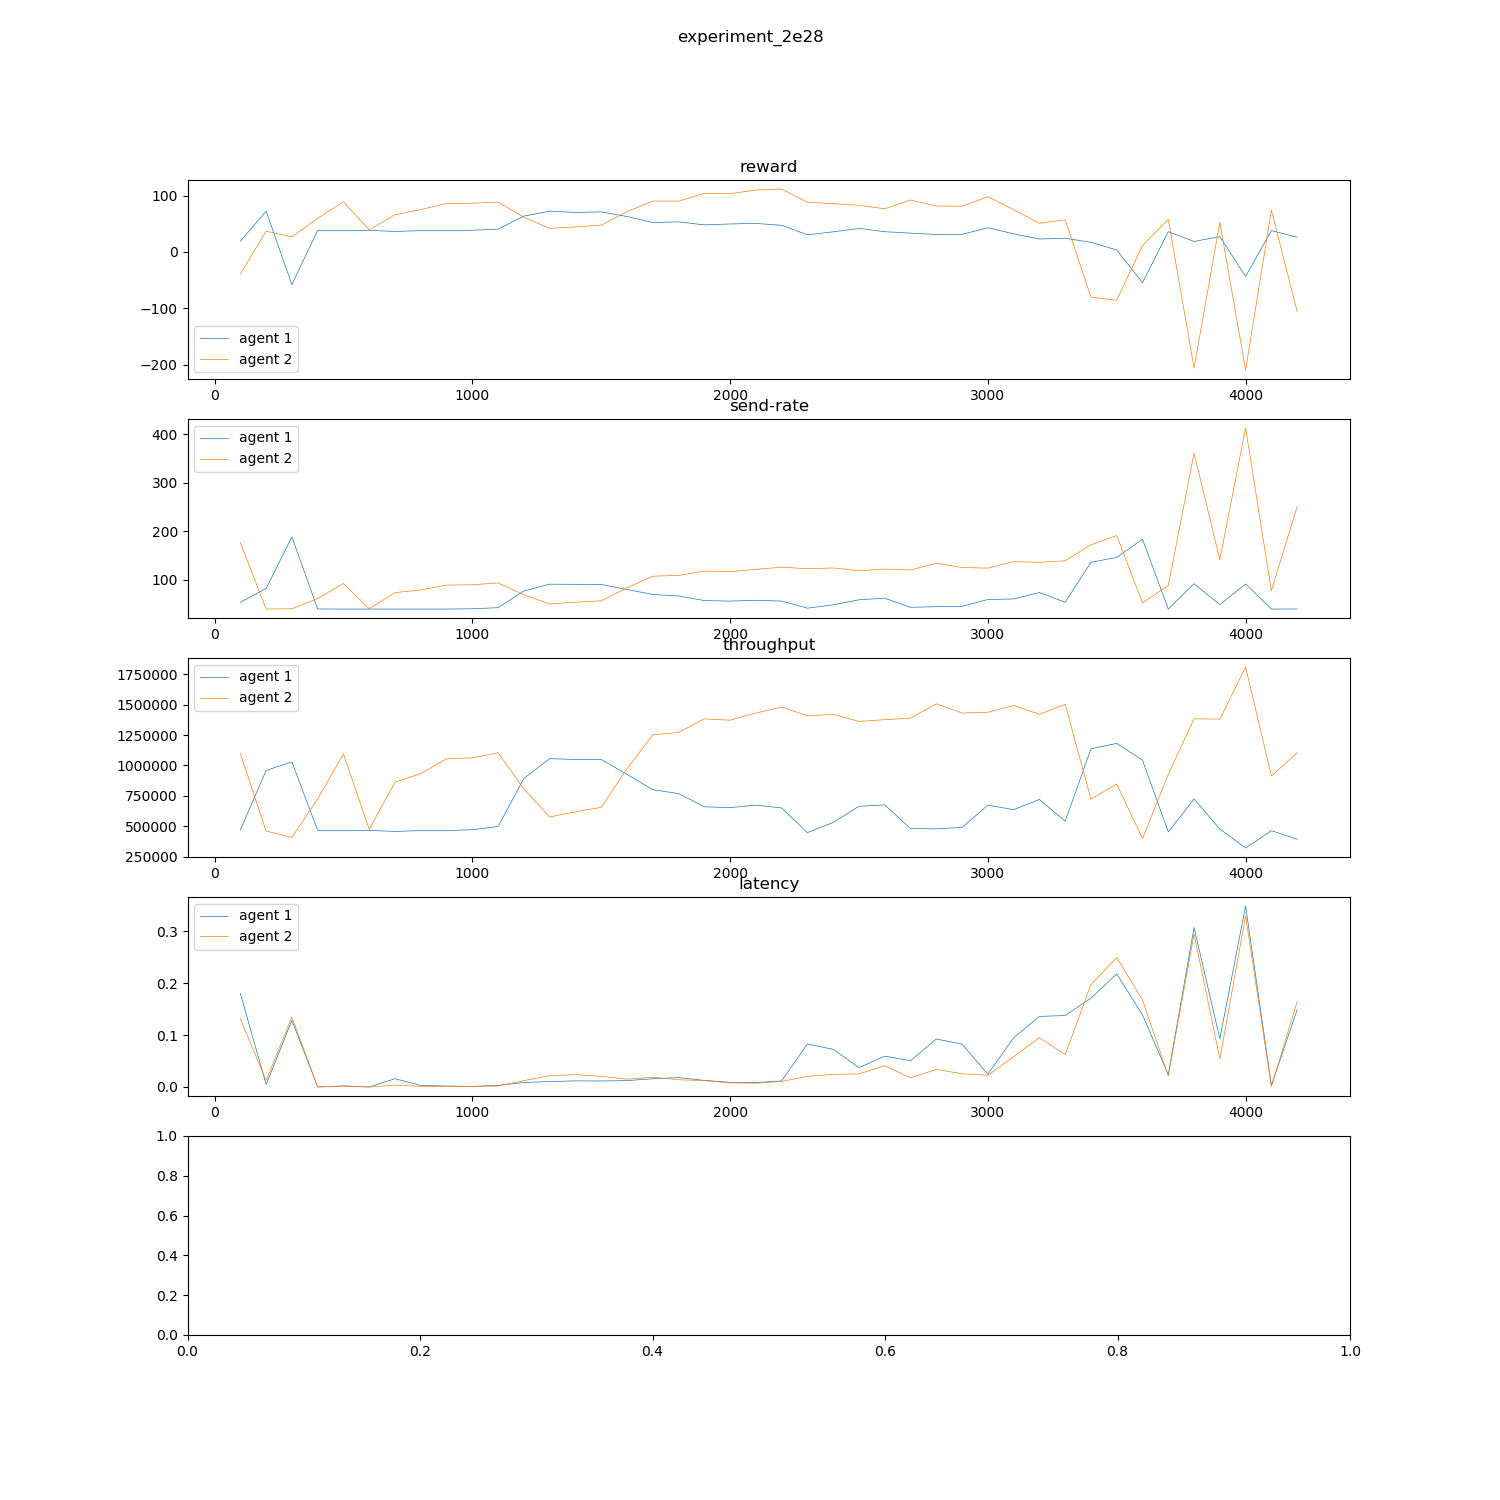 experiment_2e28
reward
100
0
−100
−200
agent 1
agent 2
0 1000 2000 3000 4000
send-rate
400
300
200
100
agent 1
agent 2
0 1000 2000 3000 4000
throughput
1750000
1500000
1250000
1000000
750000
500000
250000
agent 1
agent 2
0 1000 2000 3000 4000
latency
0.3
0.2
0.1
0.0
agent 1
agent 2
0 1000 2000 3000 4000
1.0
0.8
0.6
0.4
0.2
0.0
0.0 0.2 0.4 0.6 0.8 1.0